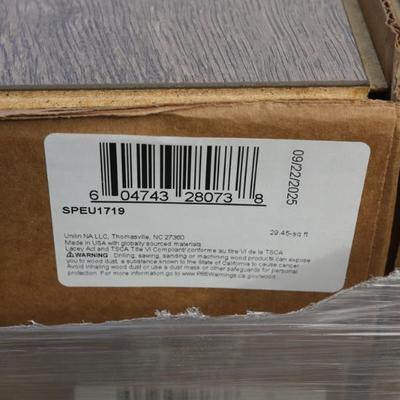 6 04743 28073 8
09/22/2025
SPEU1719
29.45-sq ft
Unilin NA LLC, Thomasville, NC 27360
Made in USA with globally sourced materials
Lacey Act and TSCA Title VI Compliant/ conforme au titre VI de la TSCA
⚠WARNING Drilling, sawing, sanding or machining wood products can expose
you to wood dust, a substance known to the State of California to cause cancer.
Avoid inhaling wood dust or use a dust mask or other safeguards for personal
protection. For more information go to www.P65Warnings.ca.gov/wood